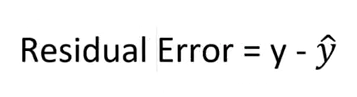 Residual Error = y - ŷ